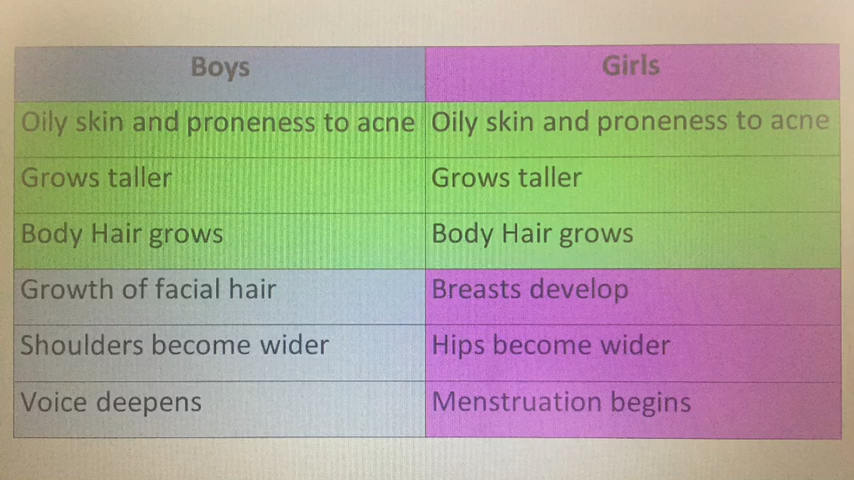 Boys Girls
Oily skin and proneness to acne Oily skin and proneness to acne
Grows taller Grows taller
Body Hair grows Body Hair grows
Growth of facial hair Breasts develop
Shoulders become wider Hips become wider
Voice deepens Menstruation begins